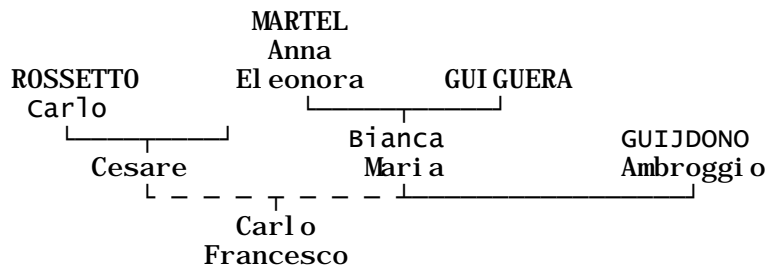 MARTEL
Anna
ROSSETTO Eleonora GUIGUERA
Carlo
Bianca GUIJDONO
Cesare Maria Ambroggio
Carlo
Francesco